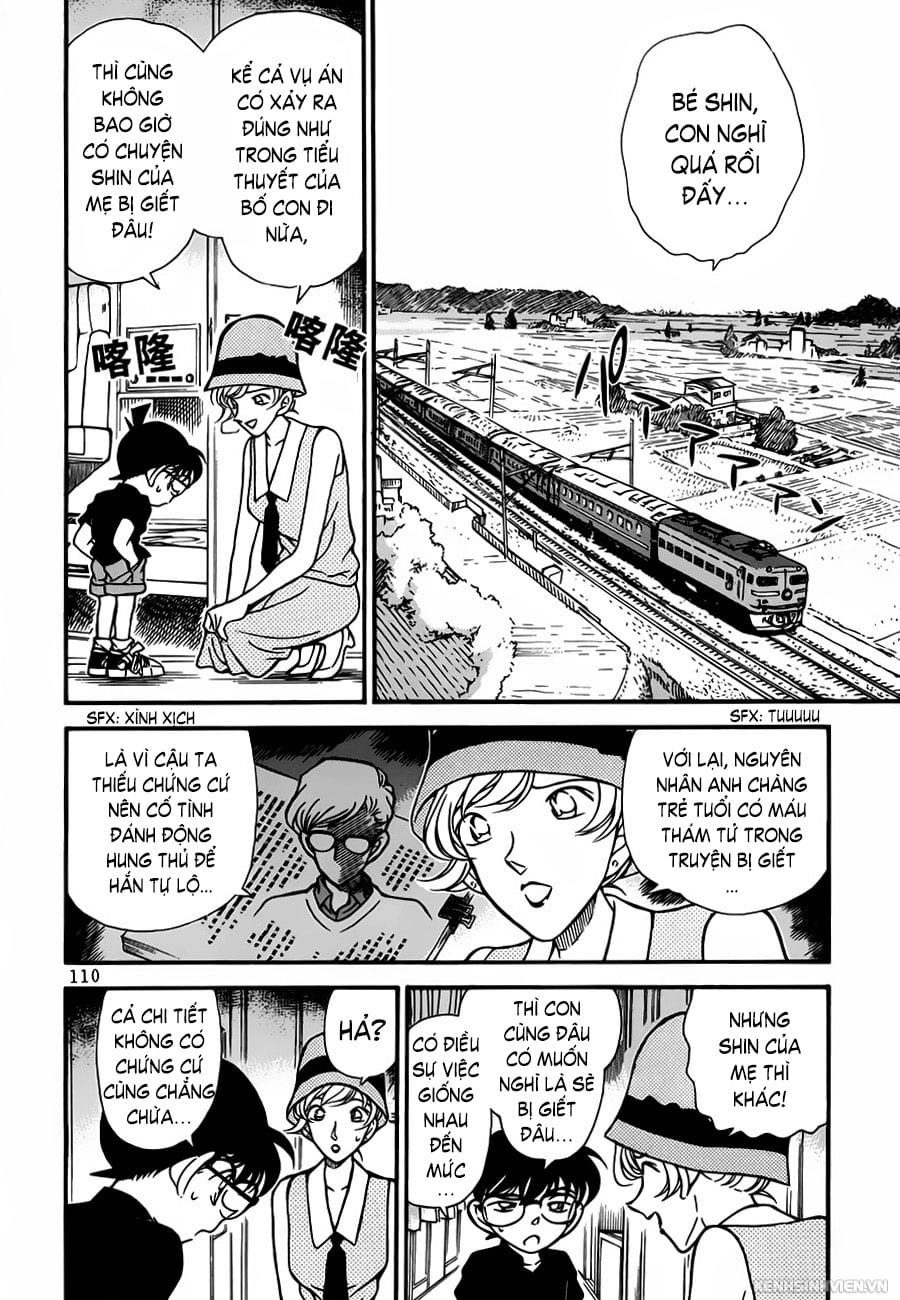 BÉ SHIN,
CON NGHĨ
QUÁ RỒI
ĐẤY...
KỂ CẢ VỤ ÁN
CÓ XẢY RA
ĐÚNG NHƯ
TRONG TIỂU
THUYẾT CỦA
BỐ CON ĐI
NỮA,
THÌ CŨNG
KHÔNG
BAO GIỜ
CÓ CHUYỆN
SHIN CỦA
MẸ BỊ GIẾT
ĐÂU!
喀隆
喀隆
SFX: TUUUUU
SFX: XÌNH XỊCH
VỚI LẠI, NGUYÊN
NHÂN ANH CHÀNG
TRẺ TUỔI CÓ MÁU
THÁM TỬ TRONG
TRUYỆN BỊ GIẾT
...
LÀ VÌ CẬU TA
THIẾU CHỨNG CỨ
NÊN CỐ TÌNH
ĐÁNH ĐỘNG
HUNG THỦ ĐỂ
HẮN TỰ LỘ...
110
NHƯNG
SHIN CỦA
MẸ THÌ
KHÁC!
THÌ CON
CŨNG ĐÂU
CÓ MUỐN
NGHĨ LÀ SẼ
BỊ GIẾT
ĐÂU...
CÓ ĐIỀU
SỰ VIỆC
GIỐNG
NHAU
ĐẾN
MỨC
...
HẢ?
CẢ CHI TIẾT
KHÔNG CÓ
CHỨNG CỨ
CŨNG CHẲNG
CHỪA...
KENHSINHVIEN.VN